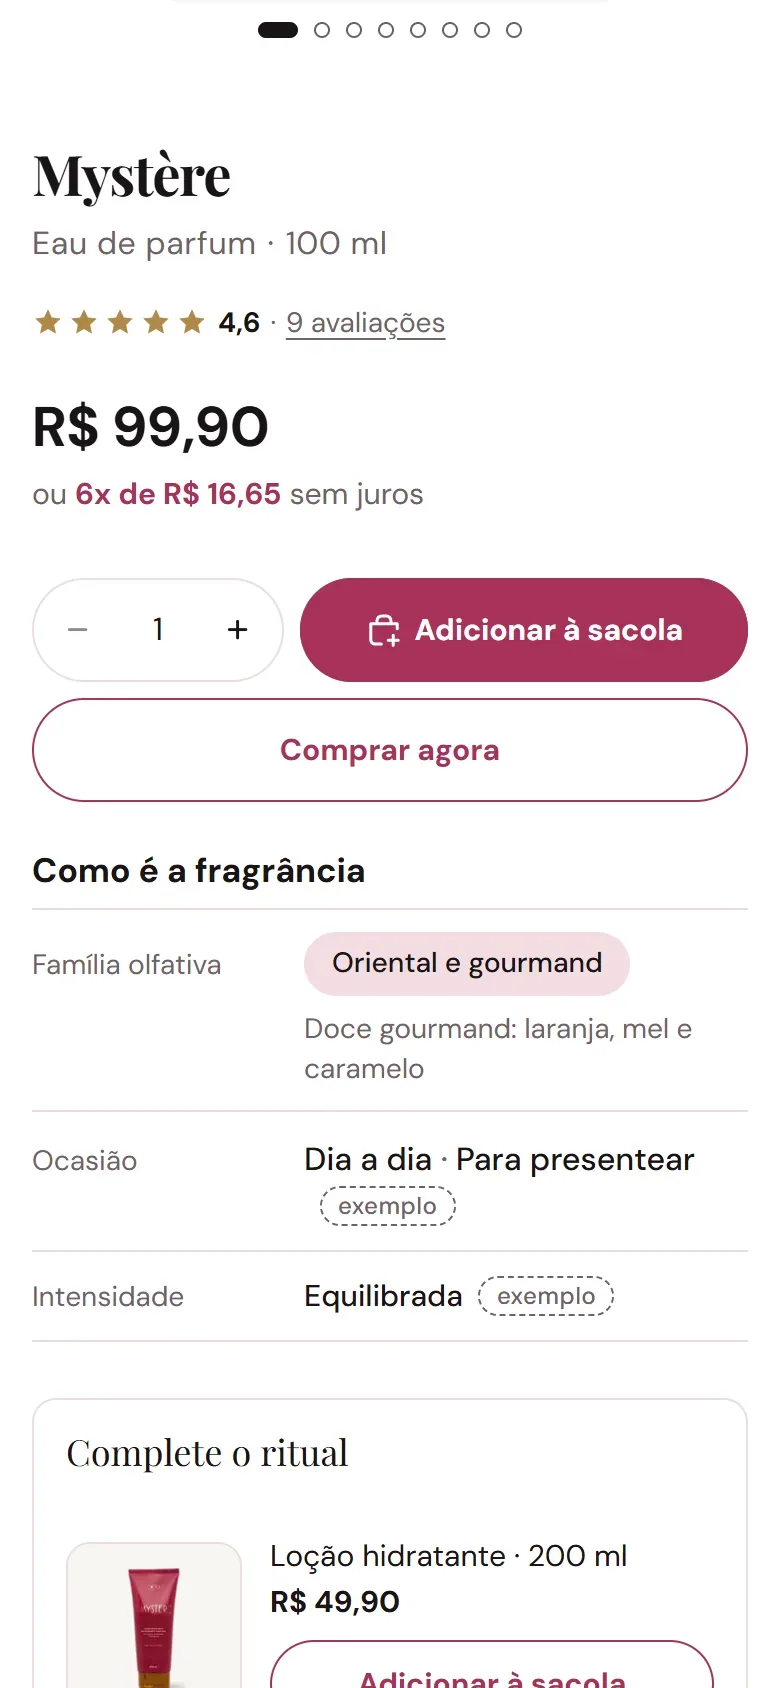 Mystère
Eau de parfum · 100 ml
4,6 · 9 avaliações
R$ 99,90
ou 6x de R$ 16,65 sem juros
− 1 +
Adicionar à sacola
Comprar agora
Como é a fragrância
Família olfativa
Oriental e gourmand
Doce gourmand: laranja, mel e
caramelo
Ocasião
Dia a dia · Para presentear
exemplo
Intensidade
Equilibrada exemplo
Complete o ritual
MYSTÈRE
Loção hidratante · 200 ml
R$ 49,90
Adicionar à sacola